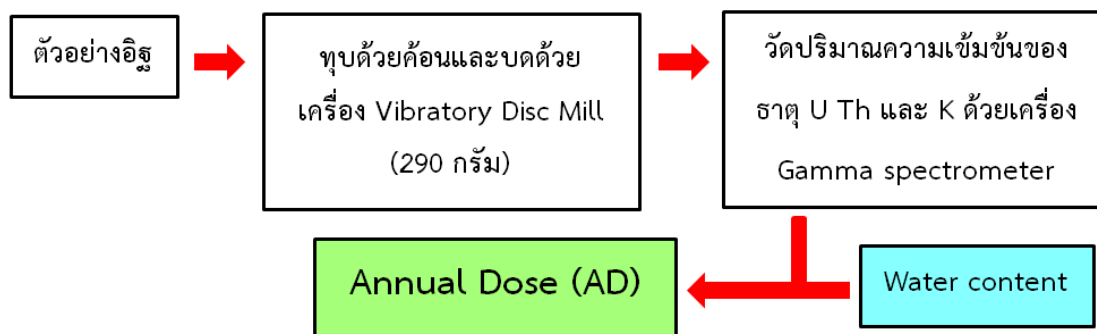 ตัวอย่างอิฐ
ทุบด้วยค้อนและบดด้วย
เครื่อง Vibratory Disc Mill
(290 กรัม)
วัดปริมาณความเข้มข้นของ
ธาตุ U Th และ K ด้วยเครื่อง
Gamma spectrometer
Annual Dose (AD)
Water content